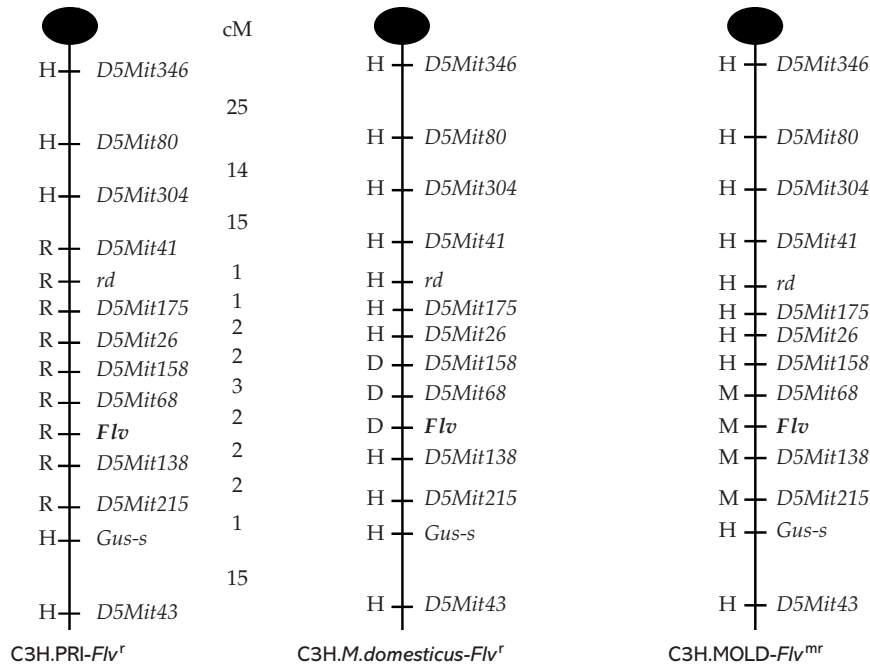 cM
H D5Mit346
25
H D5Mit80
14
H D5Mit304
15
R D5Mit41
1
R rd
1
R D5Mit175
2
R D5Mit26
2
R D5Mit158
3
R D5Mit68
2
R Flv
2
R D5Mit138
2
R D5Mit215
1
H Gus-s
15
H D5Mit43
C3H.PRI-Flvʳ
H D5Mit346
H D5Mit80
H D5Mit304
H D5Mit41
H rd
H D5Mit175
H D5Mit26
D D5Mit158
D D5Mit68
D Flv
H D5Mit138
H D5Mit215
H Gus-s
H D5Mit43
C3H.M.domesticus-Flvʳ
H D5Mit346
H D5Mit80
H D5Mit304
H D5Mit41
H rd
H D5Mit175
H D5Mit26
H D5Mit158
M D5Mit68
M Flv
M D5Mit138
M D5Mit215
H Gus-s
H D5Mit43
C3H.MOLD-Flvᵐʳ